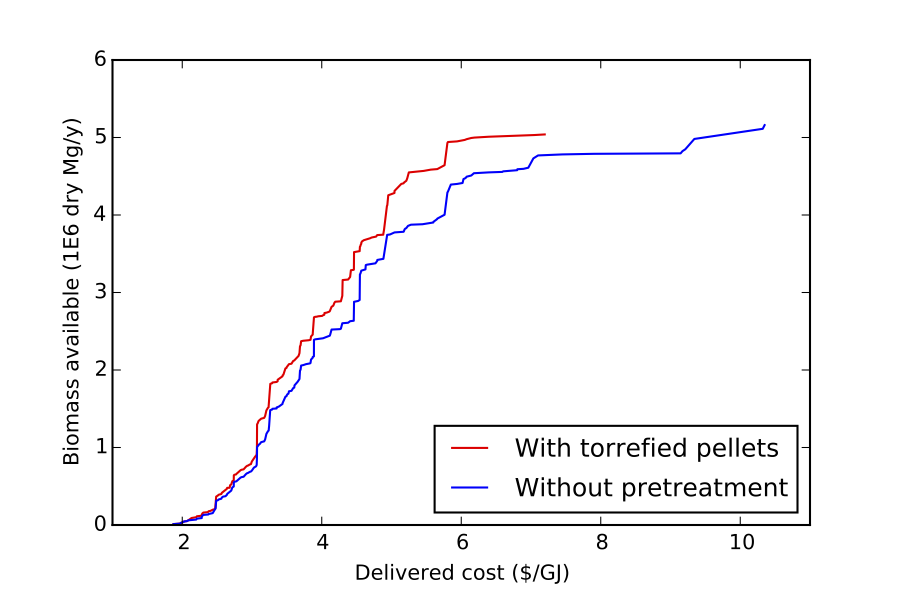 6
5
4
3
2
1
0
Biomass available (1E6 dry Mg/y)
With torrefied pellets
Without pretreatment
2 4 6 8 10
Delivered cost ($/GJ)